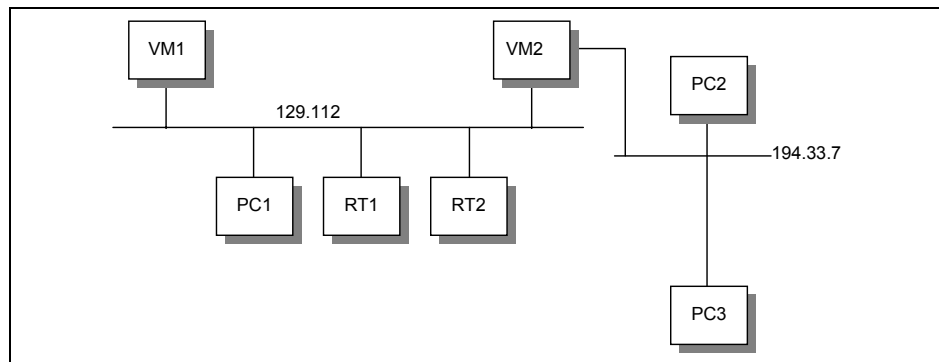 VM1
VM2
PC2
129.112
194.33.7
PC1
RT1
RT2
PC3